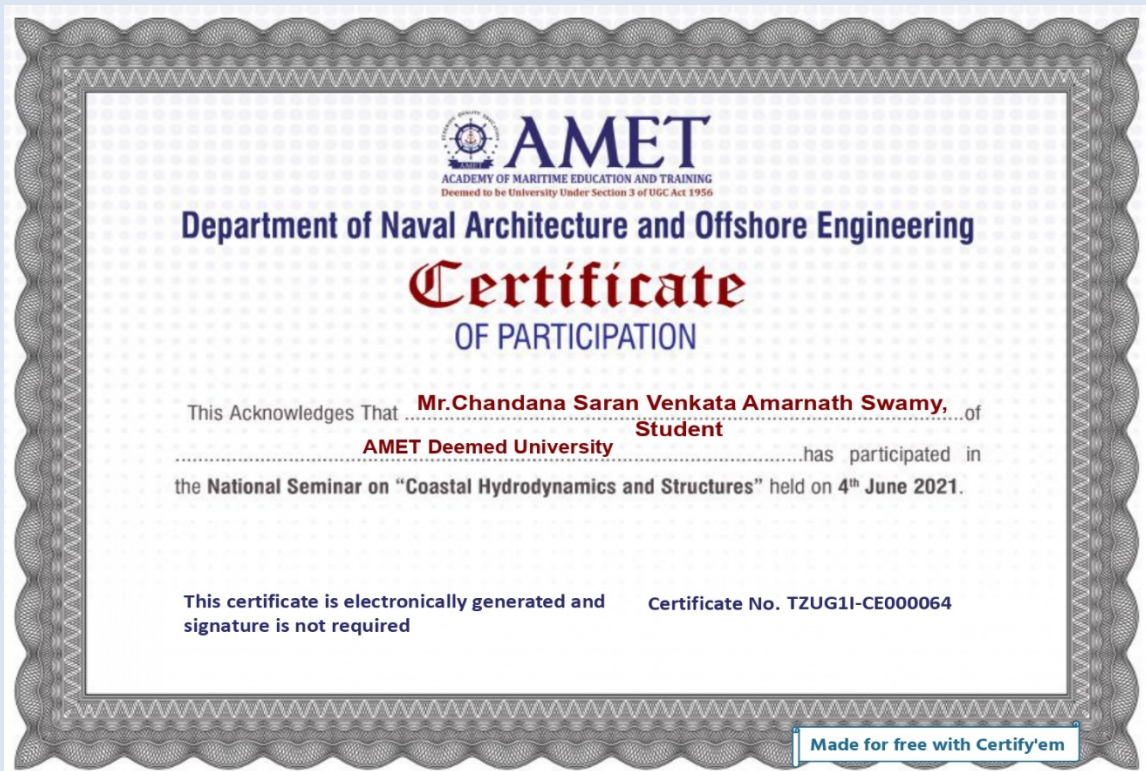 AMET
AMET
ACADEMY OF MARITIME EDUCATION AND TRAINING
Deemed to be University Under Section 3 of UGC Act 1956
Department of Naval Architecture and Offshore Engineering
Certificate
OF PARTICIPATION
This Acknowledges That Mr.Chandana Saran Venkata Amarnath Swamy, of
Student
AMET Deemed University has participated in
the National Seminar on “Coastal Hydrodynamics and Structures” held on 4th June 2021.
This certificate is electronically generated and
signature is not required
Certificate No. TZUG1I-CE000064
Made for free with Certify'em